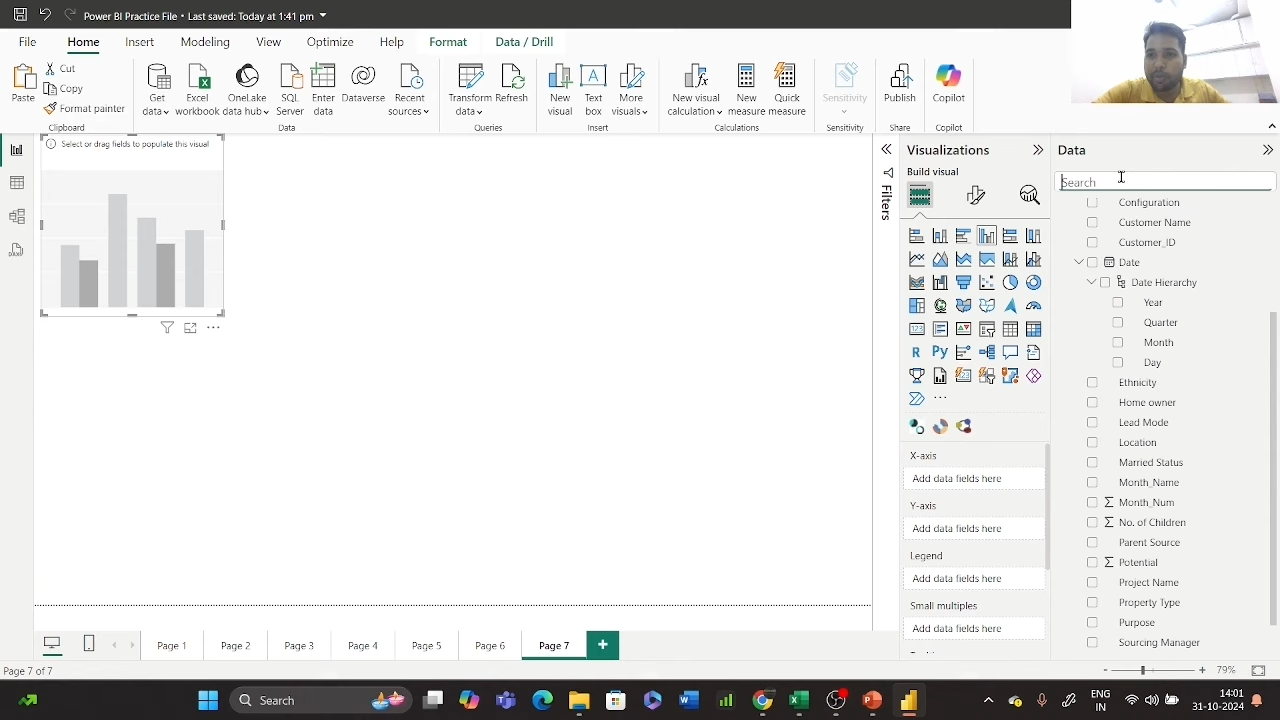 Power BI Practice File • Last saved: Today at 1:41 pm
File
Home
Insert
Modeling
View
Optimize
Help
Format
Data / Drill
Paste
Cut
Copy
Format painter
Clipboard
Get data
Excel workbook
OneLake data hub
SQL Server
Enter data
Dataverse
Recent sources
Data
Transform data
Refresh
Queries
New visual
Text box
More visuals
Insert
New visual calculation
New measure
Quick measure
Calculations
Sensitivity
Sensitivity
Publish
Share
Copilot
Copilot
Select or drag fields to populate this visual
Filters
Visualizations
Build visual
R
Py
123
X-axis
Add data fields here
Y-axis
Add data fields here
Legend
Add data fields here
Small multiples
Add data fields here
Data
Search
Configuration
Customer Name
Customer_ID
Date
Date Hierarchy
Year
Quarter
Month
Day
Ethnicity
Home owner
Lead Mode
Location
Married Status
Month_Name
Month_Num
No. of Children
Parent Source
Potential
Project Name
Property Type
Purpose
Sourcing Manager
Page 1
Page 2
Page 3
Page 4
Page 5
Page 6
Page 7
Page 7 of 7
79%
Search
ENG
IN
14:01
31-10-2024